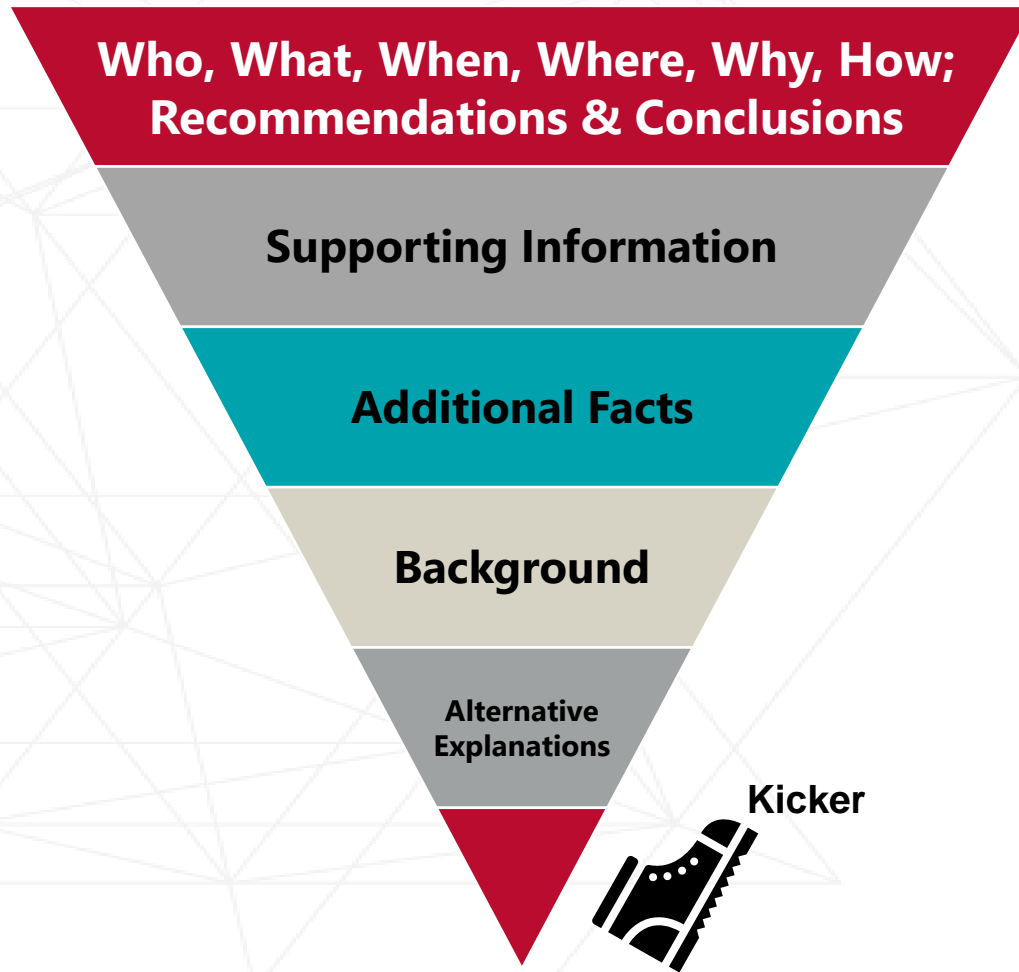 Who, What, When, Where, Why, How;
Recommendations & Conclusions
Supporting Information
Additional Facts
Background
Alternative
Explanations
Kicker